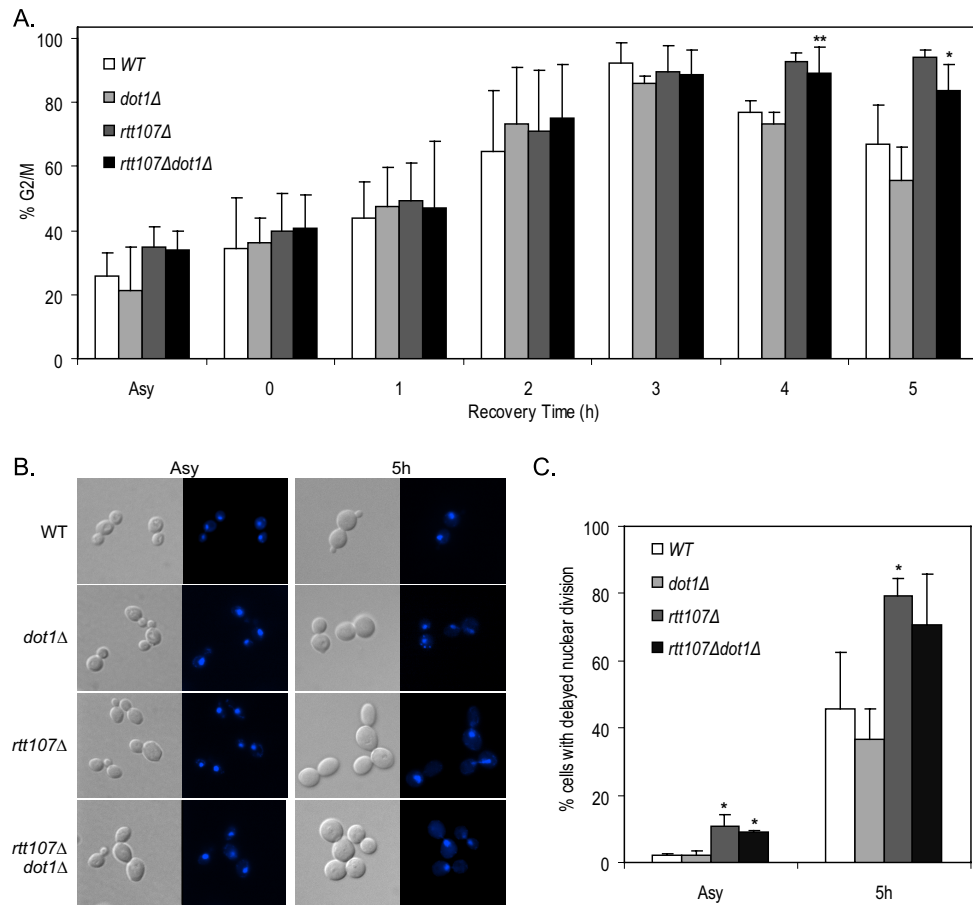 A.
100
80
60
40
20
0
% G2/M
WT
dot1Δ
rtt107Δ
rtt107Δdot1Δ
** *
Asy 0 1 2 3 4 5
Recovery Time (h)
B.
Asy 5h
WT
dot1Δ
rtt107Δ
rtt107Δ
dot1Δ
C.
100
80
60
40
20
0
% cells with delayed nuclear division
WT
dot1Δ
rtt107Δ
rtt107Δdot1Δ
*
* *
Asy 5h